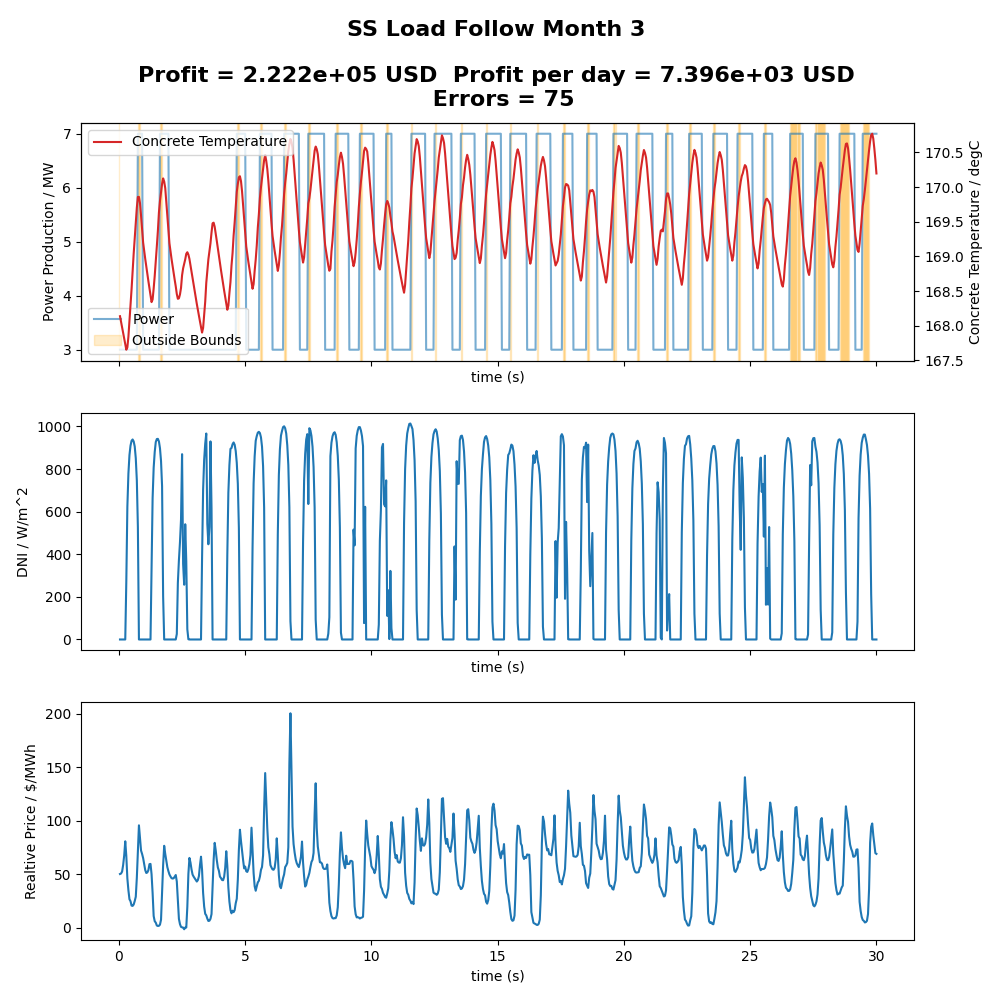 SS Load Follow Month 3
Profit = 2.222e+05 USD  Profit per day = 7.396e+03 USD
Errors = 75
Power Production / MW
7
6
5
4
3
Concrete Temperature
Power
Outside Bounds
170.5
170.0
169.5
169.0
168.5
168.0
167.5
Concrete Temperature / degC
time (s)
DNI / W/m^2
1000
800
600
400
200
0
time (s)
Realtive Price / $/MWh
200
150
100
50
0
0 5 10 15 20 25 30
time (s)